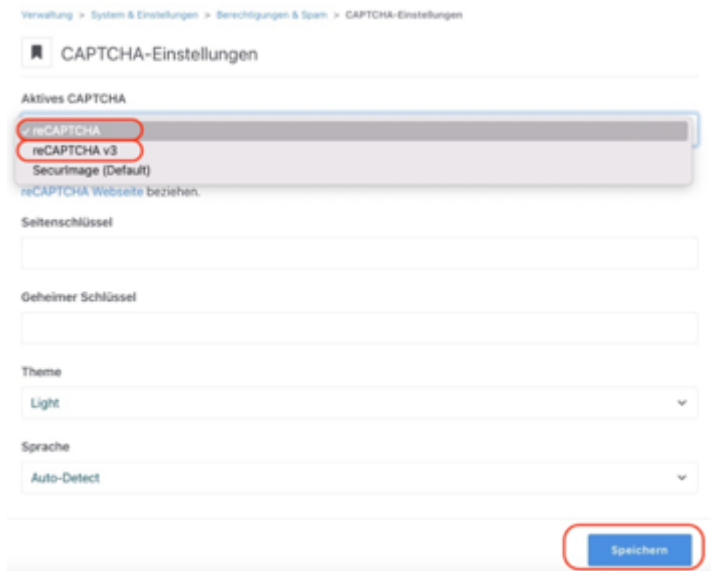 Verwaltung > System & Einstellungen > Berechtigungen & Spam > CAPTCHA-Einstellungen
CAPTCHA-Einstellungen
Aktives CAPTCHA
✓ reCAPTCHA
reCAPTCHA v3
SecurImage (Default)
reCAPTCHA Webseite beziehen.
Seitenschlüssel
Geheimer Schlüssel
Theme
Light
Sprache
Auto-Detect
Speichern